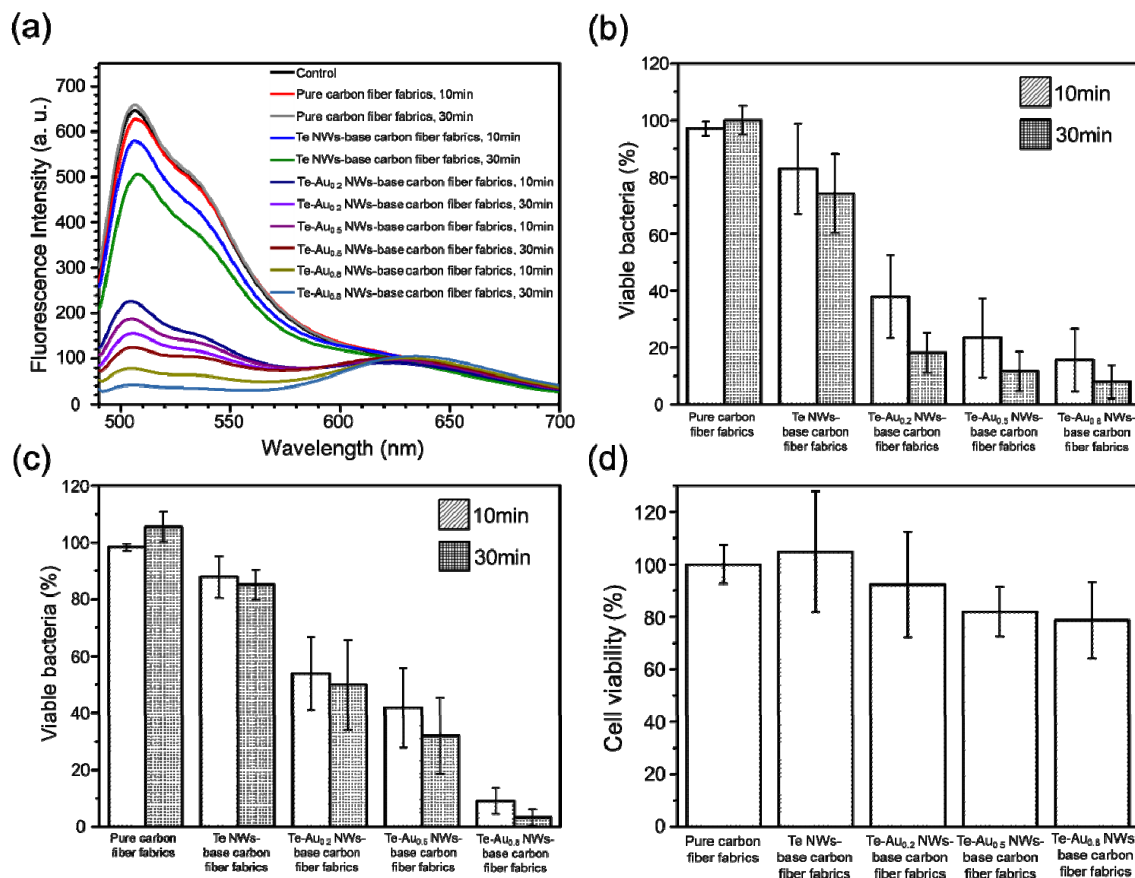 (a)
Fluorescence Intensity (a. u.)
700
600
500
400
300
200
100
0
500
550
600
650
700
Wavelength (nm)
Control
Pure carbon fiber fabrics, 10min
Pure carbon fiber fabrics, 30min
Te NWs-base carbon fiber fabrics, 10min
Te NWs-base carbon fiber fabrics, 30min
Te-Au0.2 NWs-base carbon fiber fabrics, 10min
Te-Au0.2 NWs-base carbon fiber fabrics, 30min
Te-Au0.5 NWs-base carbon fiber fabrics, 10min
Te-Au0.5 NWs-base carbon fiber fabrics, 30min
Te-Au0.8 NWs-base carbon fiber fabrics, 10min
Te-Au0.8 NWs-base carbon fiber fabrics, 30min
(b)
Viable bacteria (%)
120
100
80
60
40
20
0
10min
30min
Pure carbon
fiber fabrics
Te NWs-
base carbon
fiber fabrics
Te-Au0.2 NWs-
base carbon
fiber fabrics
Te-Au0.5 NWs-
base carbon
fiber fabrics
Te-Au0.8 NWs-
base carbon
fiber fabrics
(c)
Viable bacteria (%)
120
100
80
60
40
20
0
10min
30min
Pure carbon
fiber fabrics
Te NWs-
base carbon
fiber fabrics
Te-Au0.2 NWs-
base carbon
fiber fabrics
Te-Au0.5 NWs-
base carbon
fiber fabrics
Te-Au0.8 NWs-
base carbon
fiber fabrics
(d)
Cell viability (%)
120
100
80
60
40
20
0
Pure carbon
fiber fabrics
Te NWs-
base carbon
fiber fabrics
Te-Au0.2 NWs-
base carbon
fiber fabrics
Te-Au0.5 NWs-
base carbon
fiber fabrics
Te-Au0.8 NWs-
base carbon
fiber fabrics